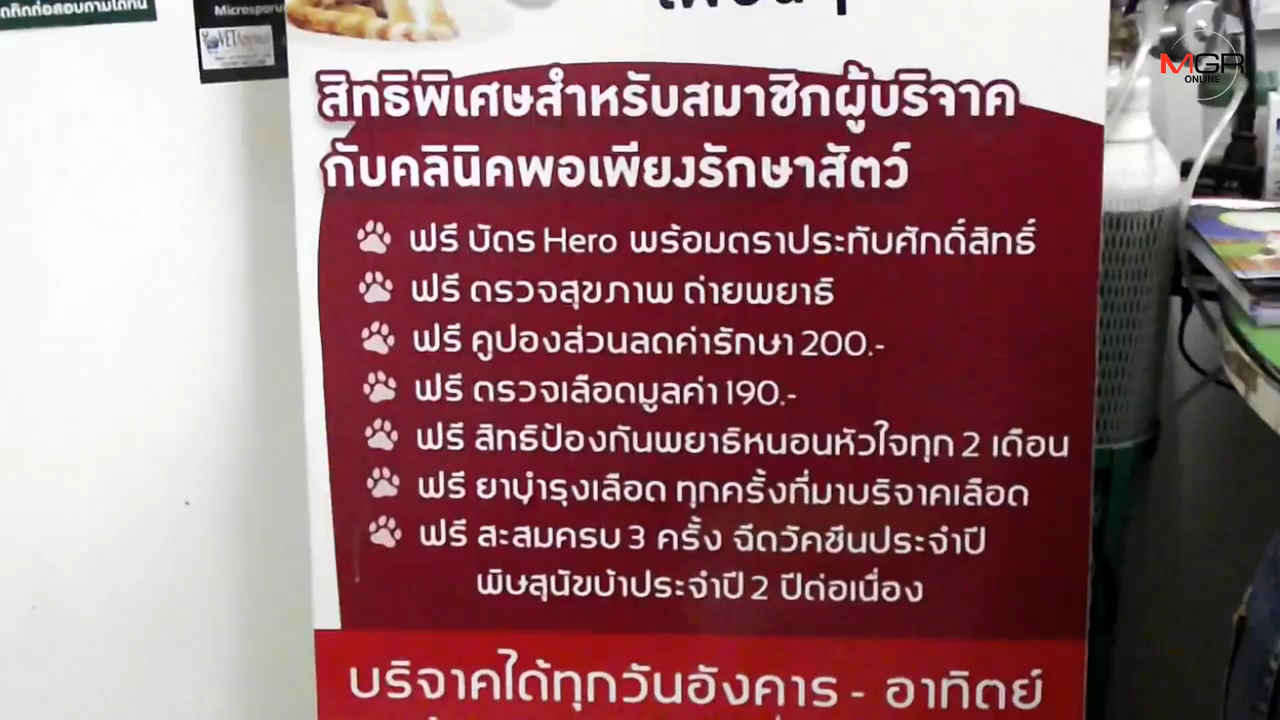 Microsporu
MGR
ONLINE
สิทธิพิเศษสำหรับสมาชิกผู้บริจาค
กับคลินิคพอเพียงรักษาสัตว์
ฟรี บัตร Hero พร้อมตราประทับศักดิ์สิทธิ์
ฟรี ตรวจสุขภาพ ถ่ายพยาธิ
ฟรี คูปองส่วนลดค่ารักษา 200.-
ฟรี ตรวจเลือดมูลค่า 190.-
ฟรี สิทธิป้องกันพยาธิหนอนหัวใจทุก 2 เดือน
ฟรี ยาบำรุงเลือด ทุกครั้งที่มาบริจาคเลือด
ฟรี สะสมครบ 3 ครั้ง ฉีดวัคซีนประจำปี
พิษสุนัขบ้าประจำปี 2 ปีต่อเนื่อง
บริจาคได้ทุกวันอังคาร - อาทิตย์